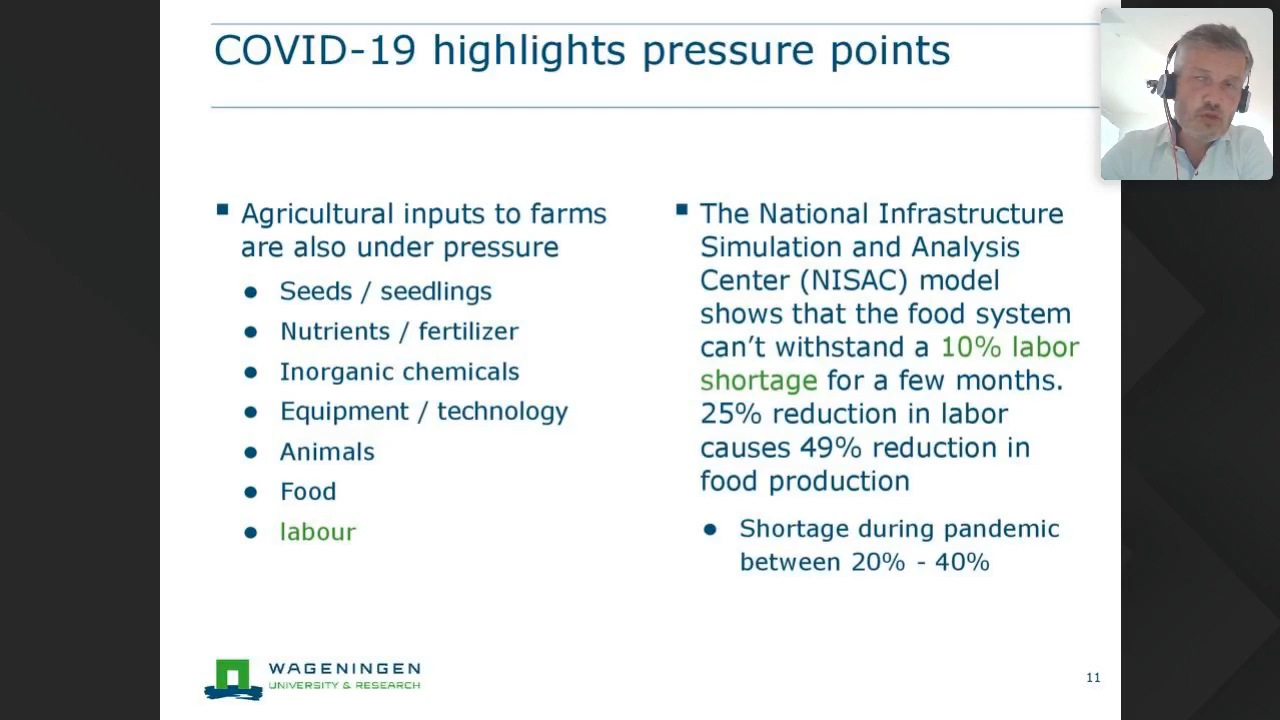 COVID-19 highlights pressure points
Agricultural inputs to farms
are also under pressure
Seeds / seedlings
Nutrients / fertilizer
Inorganic chemicals
Equipment / technology
Animals
Food
labour
The National Infrastructure
Simulation and Analysis
Center (NISAC) model
shows that the food system
can't withstand a 10% labor
shortage for a few months.
25% reduction in labor
causes 49% reduction in
food production
Shortage during pandemic
between 20% - 40%
WAGENINGEN
UNIVERSITY & RESEARCH
11